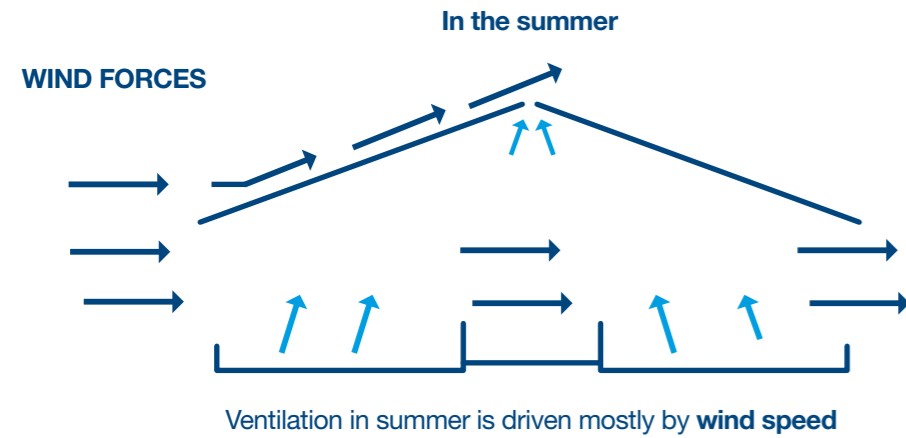 In the summer
WIND FORCES
Ventilation in summer is driven mostly by wind speed